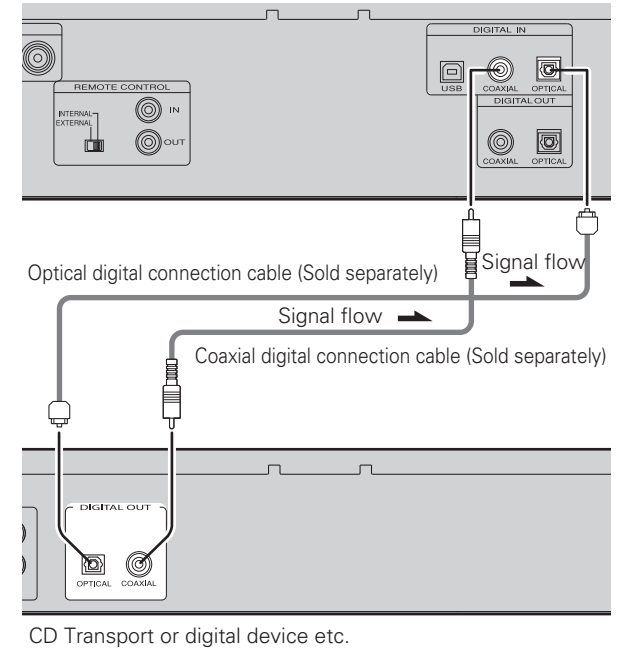 DIGITAL IN
USB
COAXIAL
OPTICAL
DIGITAL OUT
COAXIAL
OPTICAL
REMOTE CONTROL
INTERNAL
EXTERNAL
IN
OUT
Optical digital connection cable (Sold separately)
Signal flow
Signal flow
Coaxial digital connection cable (Sold separately)
DIGITAL OUT
OPTICAL
COAXIAL
CD Transport or digital device etc.